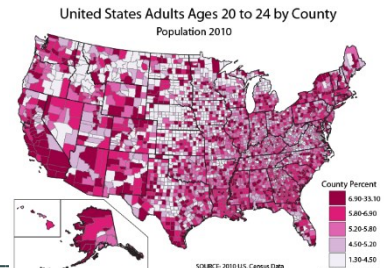 United States Adults Ages 20 to 24 by County
Population 2010
County Percent
6.90-33.10
5.80-6.90
5.20-5.80
4.50-5.20
1.30-4.50
SOURCE: 2010 U.S. Census Data